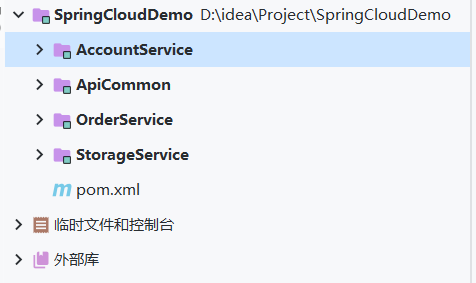 SpringCloudDemo D:\idea\Project\SpringCloudDemo
AccountService
ApiCommon
OrderService
StorageService
pom.xml
临时文件和控制台
外部库